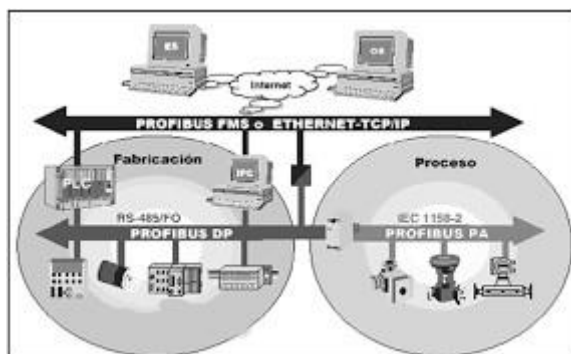 ES
OS
Internet
PROFIBUS FMS o ETHERNET-TCP/IP
Fabricación
Proceso
PLC
IPC
RS-485/FO
IEC 1158-2
PROFIBUS DP
PROFIBUS PA